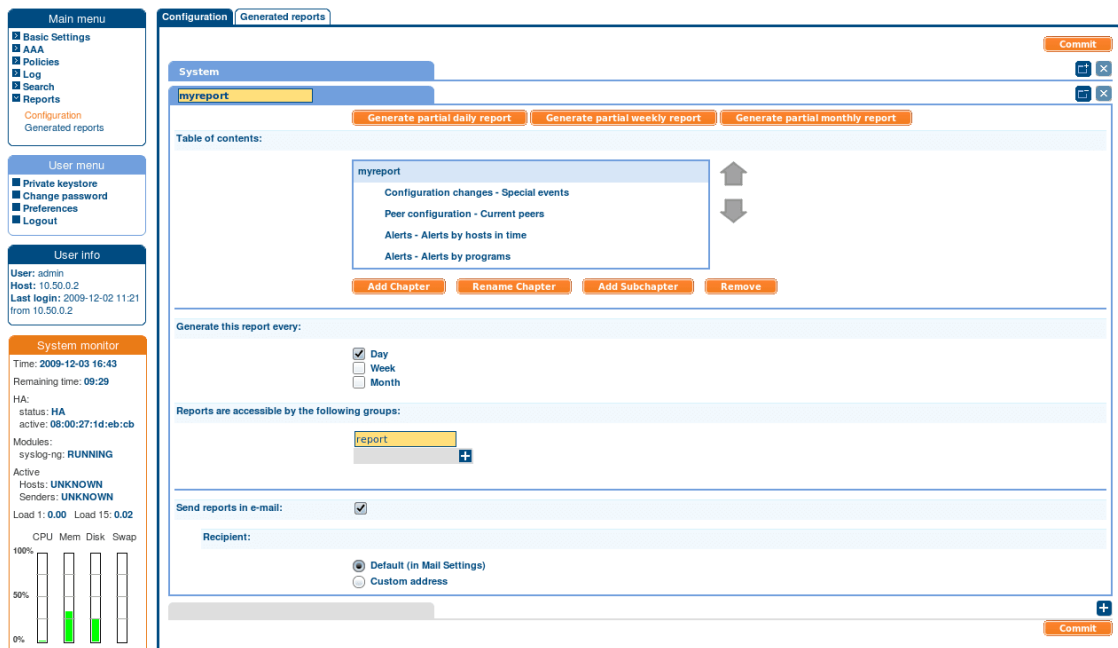 Main menu
Basic Settings
AAA
Policies
Log
Search
Reports
Configuration
Generated reports
User menu
Private keystore
Change password
Preferences
Logout
User info
User: admin
Host: 10.50.0.2
Last login: 2009-12-02 11:21
from 10.50.0.2
System monitor
Time: 2009-12-03 16:43
Remaining time: 09:29
HA:
status: HA
active: 08:00:27:1d:eb:cb
Modules:
syslog-ng: RUNNING
Active
Hosts: UNKNOWN
Senders: UNKNOWN
Load 1: 0.00 Load 15: 0.02
CPU Mem Disk Swap
100%
50%
0%
Configuration Generated reports
Commit
System
myreport
Generate partial daily report Generate partial weekly report Generate partial monthly report
Table of contents:
myreport
Configuration changes - Special events
Peer configuration - Current peers
Alerts - Alerts by hosts in time
Alerts - Alerts by programs
Add Chapter Rename Chapter Add Subchapter Remove
Generate this report every:
Day
Week
Month
Reports are accessible by the following groups:
report
Send reports in e-mail:
Recipient:
Default (in Mail Settings)
Custom address
Commit